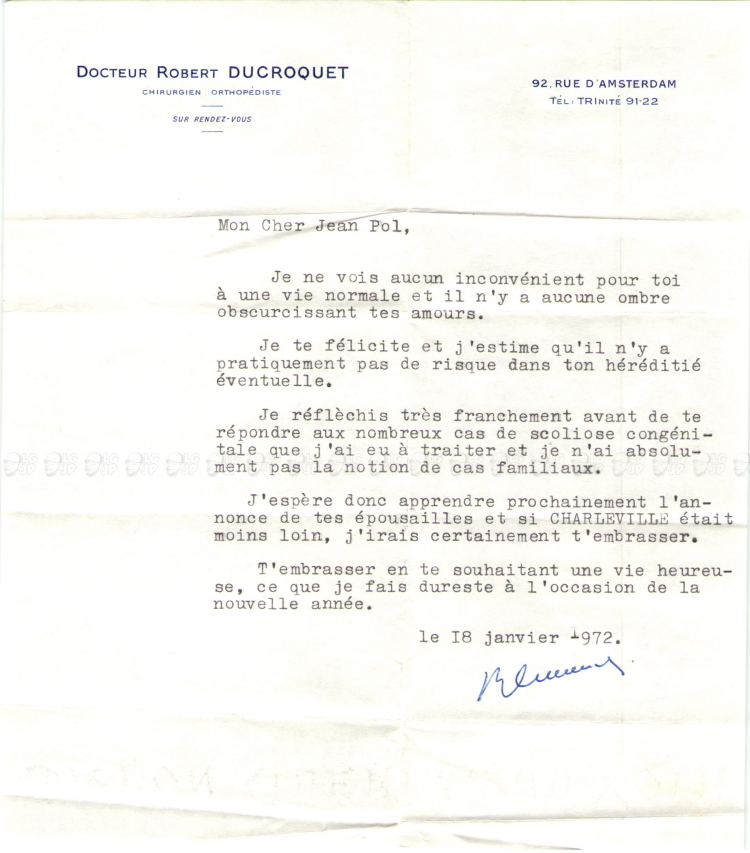 DOCTEUR ROBERT DUCROQUET
CHIRURGIEN ORTHOPÉDISTE
SUR RENDEZ-VOUS
92, RUE D'AMSTERDAM
TÉL: TRINITÉ 91-22
Mon Cher Jean Pol,
Je ne vois aucun inconvénient pour toi
à une vie normale et il n'y a aucune ombre
obscurcissant tes amours.
Je te félicite et j'estime qu'il n'y a
pratiquement pas de risque dans ton hérédité
éventuelle.
Je réflèchis très franchement avant de te
répondre aux nombreux cas de scoliose congéni-
tale que j'ai eu à traiter et je n'ai absolu-
ment pas la notion de cas familiaux.
J'espère donc apprendre prochainement l'an-
nonce de tes épousailles et si CHARLEVILLE était
moins loin, j'irais certainement t'embrasser.
T'embrasser en te souhaitant une vie heureu-
se, ce que je fais dureste à l'occasion de la
nouvelle année.
le I8 janvier 1972.